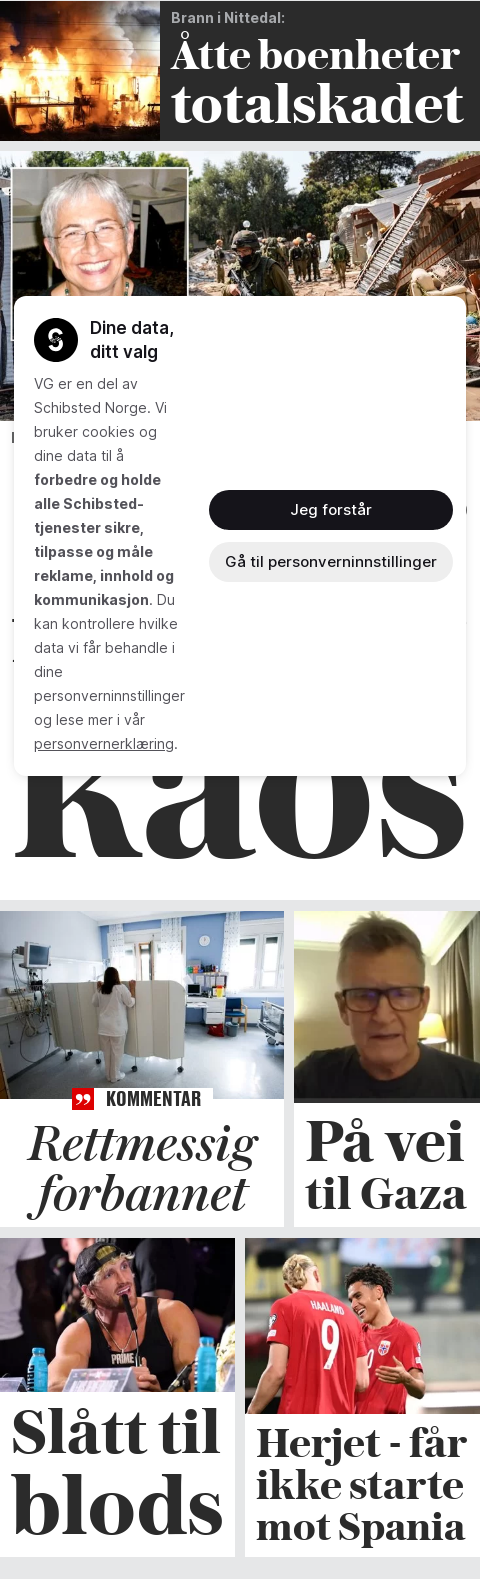 Brann i Nittedal:
Åtte boenheter
totalskadet
Dine data,
ditt valg
VG er en del av
Schibsted Norge. Vi
bruker cookies og
dine data til å
forbedre og holde
alle Schibsted-
tjenester sikre,
tilpasse og måle
reklame, innhold og
kommunikasjon. Du
kan kontrollere hvilke
data vi får behandle i
dine
personverninnstillinger
og lese mer i vår
personvernerklæring.
Jeg forstår
Gå til personverninnstillinger
kaos
KOMMENTAR
Rettmessig
forbannet
På vei
til Gaza
PRIME
Slått til
blods
HAALAND
9
Herjet - får
ikke starte
mot Spania